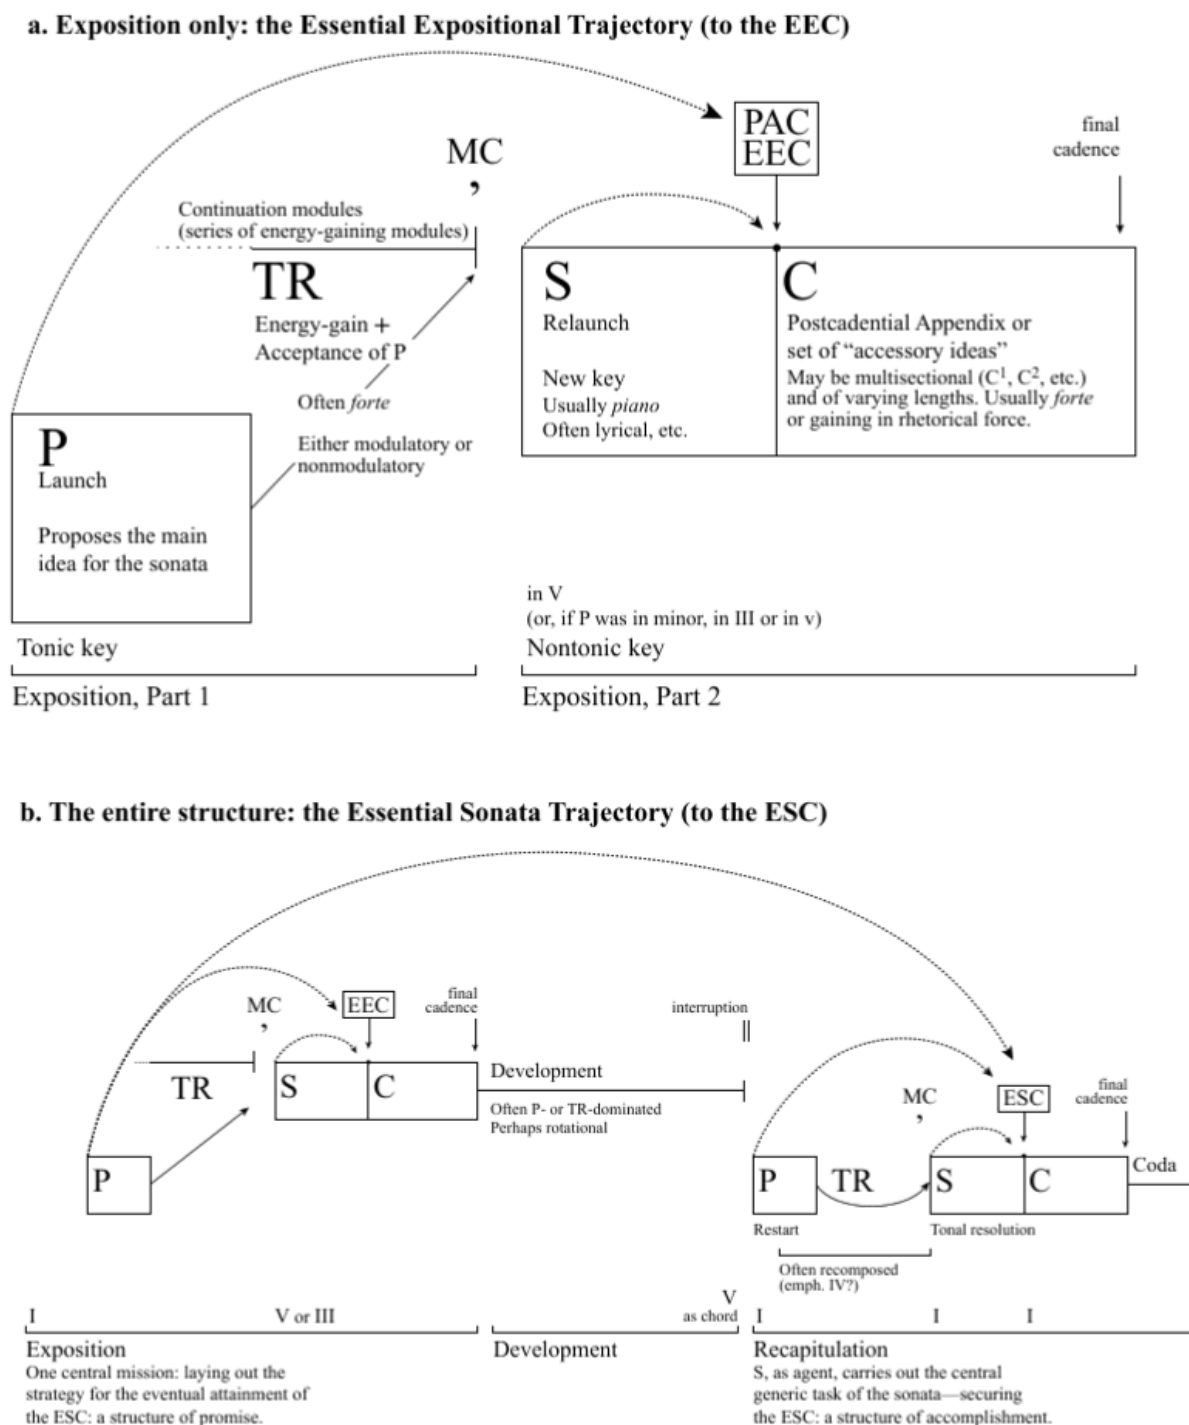 a. Exposition only: the Essential Expositional Trajectory (to the EEC)
PAC
EEC
final
cadence
MC
,
Continuation modules
(series of energy-gaining modules)
TR
Energy-gain +
Acceptance of P
Often forte
Either modulatory or
nonmodulatory
P
Launch
Proposes the main
idea for the sonata
S
Relaunch
New key
Usually piano
Often lyrical, etc.
C
Postcadential Appendix or
set of “accessory ideas”
May be multisectional (C¹, C², etc.)
and of varying lengths. Usually forte
or gaining in rhetorical force.
in V
(or, if P was in minor, in III or in v)
Tonic key
Nontonic key
Exposition, Part 1
Exposition, Part 2
b. The entire structure: the Essential Sonata Trajectory (to the ESC)
MC
,
EEC
final
cadence
interruption
TR
S
C
Development
Often P- or TR-dominated
Perhaps rotational
P
MC
,
ESC
final
cadence
P
TR
S
C
Coda
Restart
Tonal resolution
Often recomposed
(emph. IV?)
I
V or III
V
as chord
I
I
I
Exposition
One central mission: laying out the
strategy for the eventual attainment of
the ESC: a structure of promise.
Development
Recapitulation
S, as agent, carries out the central
generic task of the sonata—securing
the ESC: a structure of accomplishment.